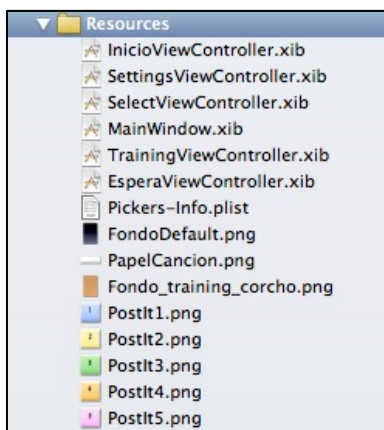 Resources
InicioViewController.xib
SettingsViewController.xib
SelectViewController.xib
MainWindow.xib
TrainingViewController.xib
EsperaViewController.xib
Pickers-Info.plist
FondoDefault.png
PapelCancion.png
Fondo_training_corcho.png
PostIt1.png
PostIt2.png
PostIt3.png
PostIt4.png
PostIt5.png